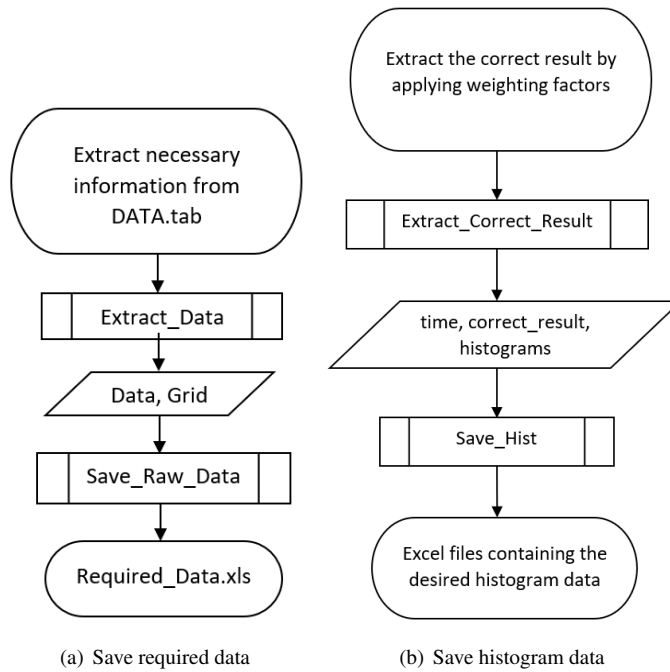 Extract necessary
information from
DATA.tab
Extract_Data
Data, Grid
Save_Raw_Data
Required_Data.xls
(a) Save required data
Extract the correct result by
applying weighting factors
Extract_Correct_Result
time, correct_result,
histograms
Save_Hist
Excel files containing the
desired histogram data
(b) Save histogram data